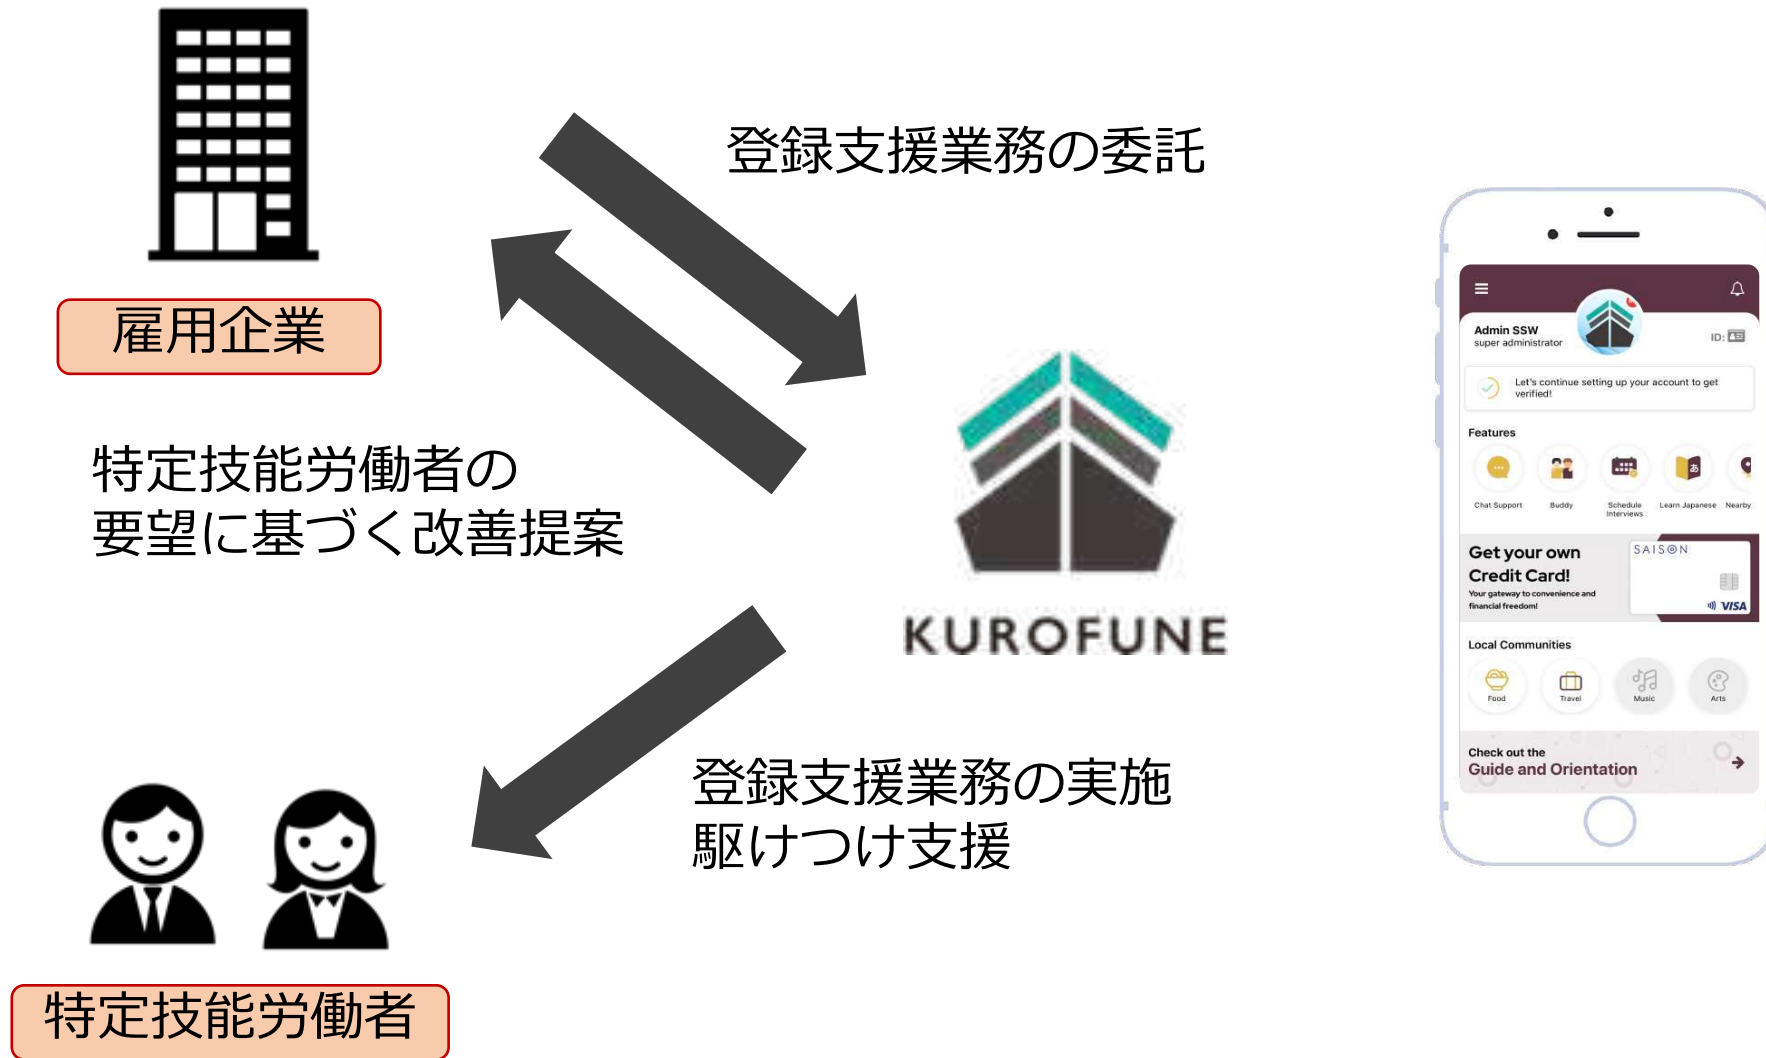 登録支援業務の委託
雇用企業
特定技能労働者の
要望に基づく改善提案
KUROFUNE
登録支援業務の実施
駆けつけ支援
特定技能労働者
Admin SSW
super administrator
ID:
Let's continue setting up your account to get
verified!
Features
Chat Support
Buddy
Schedule
Interviews
Learn Japanese
Nearby
あ
Get your own
Credit Card!
Your gateway to convenience and
financial freedom!
SAISON
VISA
Local Communities
Food
Travel
Music
Arts
Check out the
Guide and Orientation